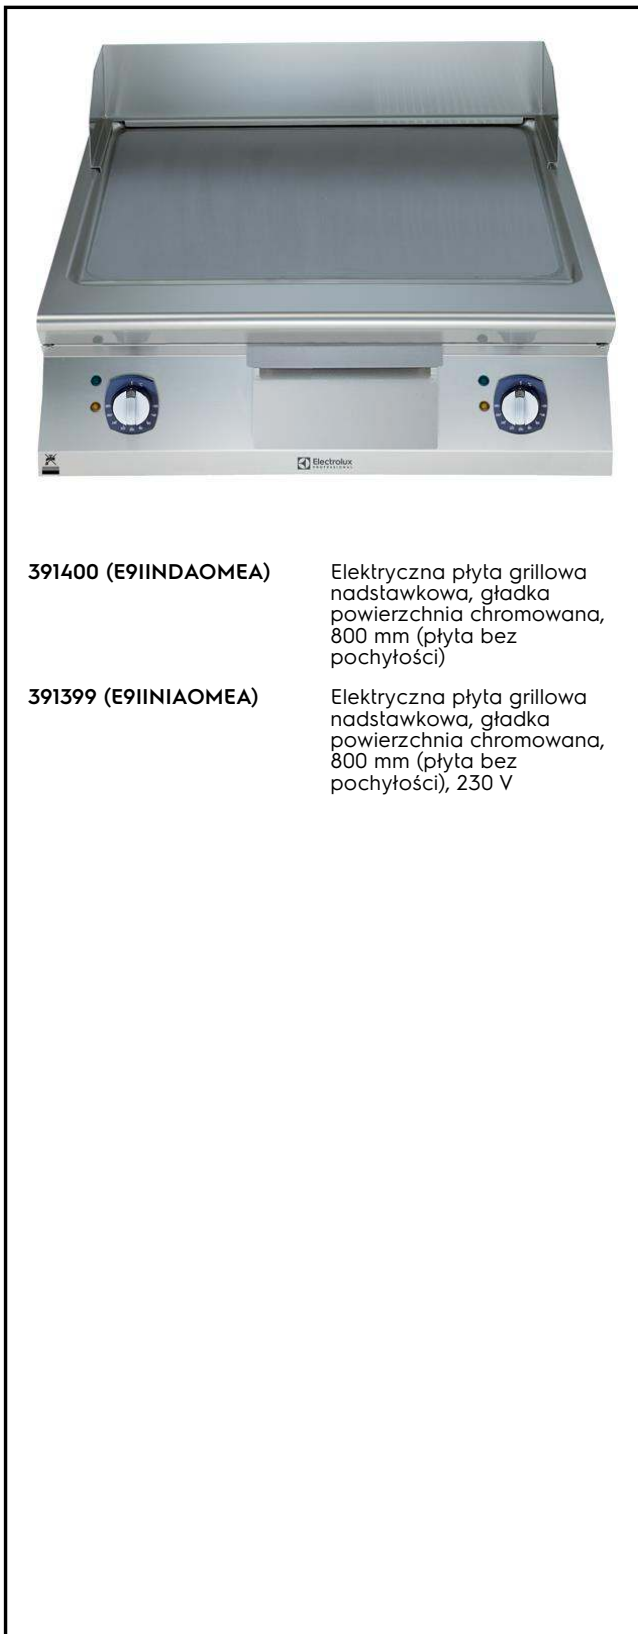 Electrolux
PROFESSIONAL
391400 (E9IINDAOMEA)
Elektryczna płyta grillowa
nadstawkowa, gładka
powierzchnia chromowana,
800 mm (płyta bez
pochyłości)
391399 (E9IINIAOMEA)
Elektryczna płyta grillowa
nadstawkowa, gładka
powierzchnia chromowana,
800 mm (płyta bez
pochyłości), 230 V